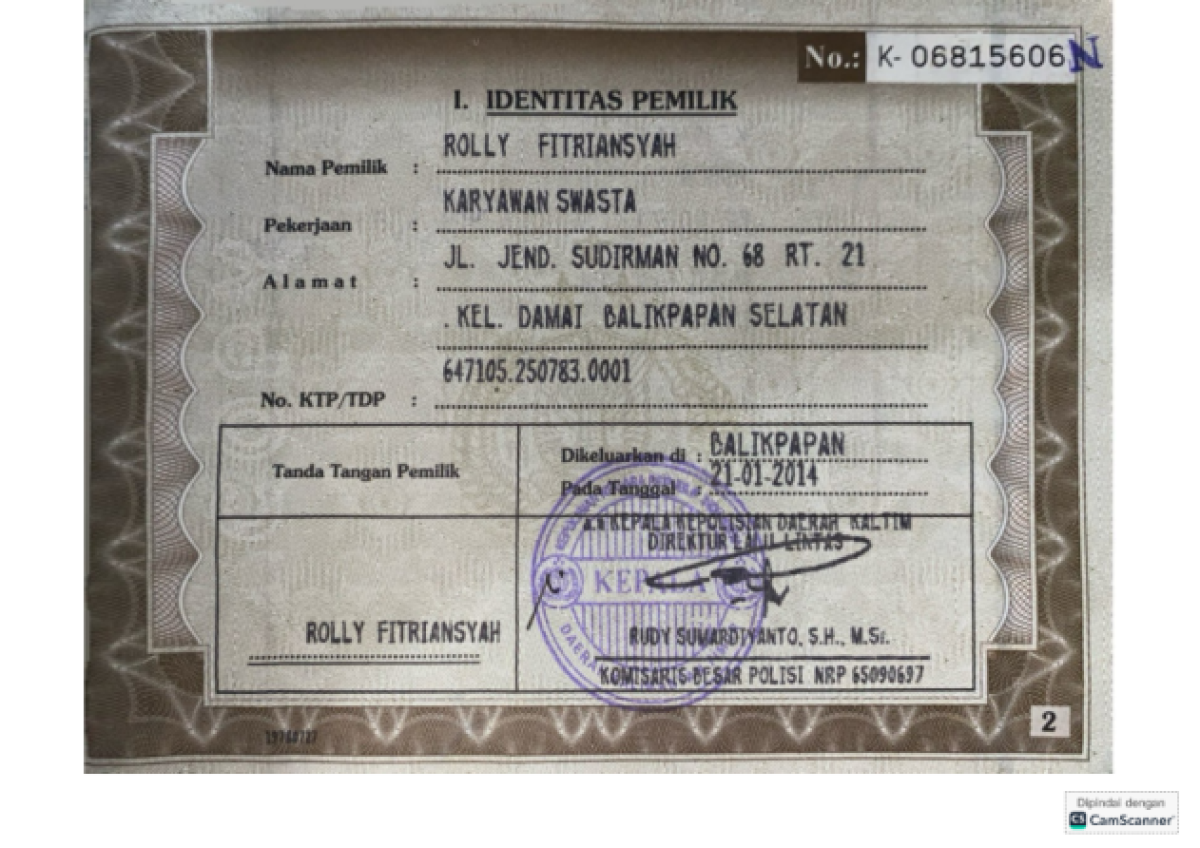 No.: K- 06815606 N
I. IDENTITAS PEMILIK
Nama Pemilik : ROLLY FITRIANSYAH
Pekerjaan : KARYAWAN SWASTA
Alamat : JL. JEND. SUDIRMAN NO. 68 RT. 21
. KEL. DAMAI BALIKPAPAN SELATAN
No. KTP/TDP : 647105.250783.0001
Tanda Tangan Pemilik
Dikeluarkan di : BALIKPAPAN
Pada Tanggal : 21-01-2014
a.n KEPALA KEPOLISIAN DAERAH KALTIM
DIREKTUR LALU LINTAS
KEPALA
DAERAH
ROLLY FITRIANSYAH
RUDY SUMARDIYANTO, S.H., M.Si.
KOMISARIS BESAR POLISI NRP 65090697
2
Dipindai dengan
CS CamScanner